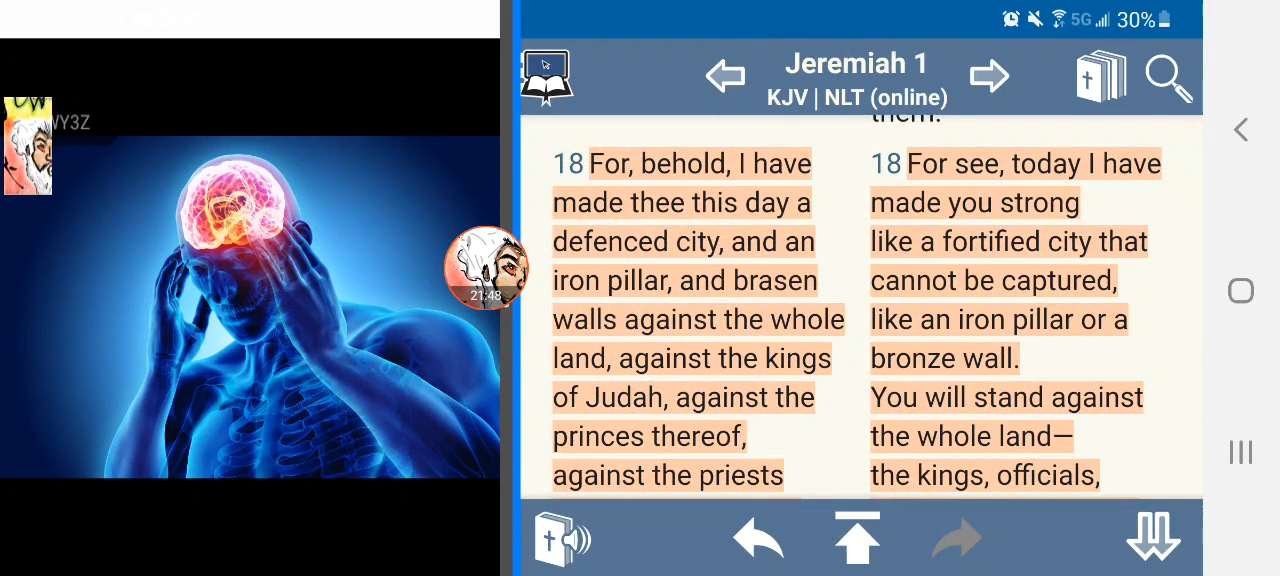 5G 30%
Jeremiah 1
KJV | NLT (online)
OW
WY3Z
21:48
them.
18 For, behold, I have
made thee this day a
defenced city, and an
iron pillar, and brasen
walls against the whole
land, against the kings
of Judah, against the
princes thereof,
against the priests
18 For see, today I have
made you strong
like a fortified city that
cannot be captured,
like an iron pillar or a
bronze wall.
You will stand against
the whole land—
the kings, officials,